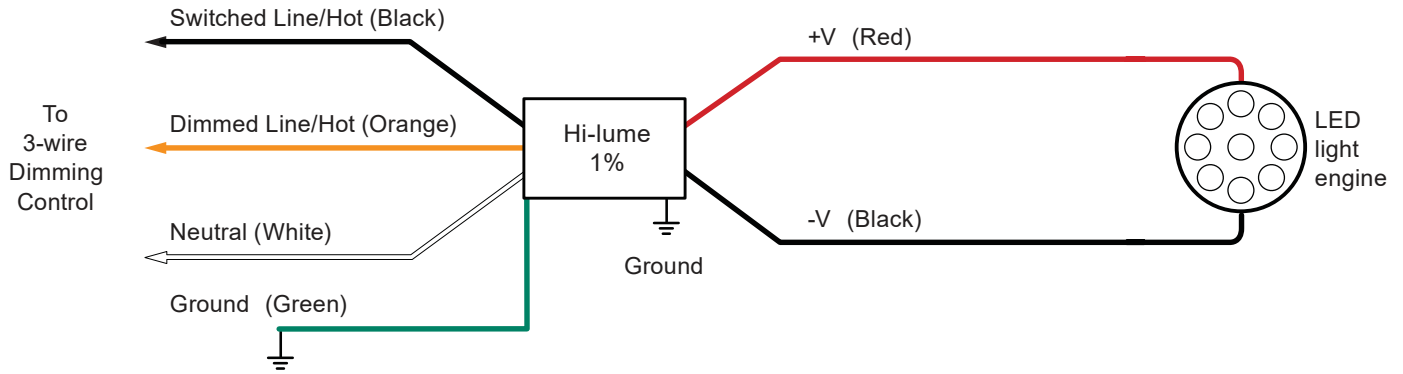 Switched Line/Hot (Black)
To
3-wire
Dimming
Control
Dimmed Line/Hot (Orange)
Neutral (White)
Ground (Green)
Hi-lume
1%
Ground
+V (Red)
-V (Black)
LED
light
engine